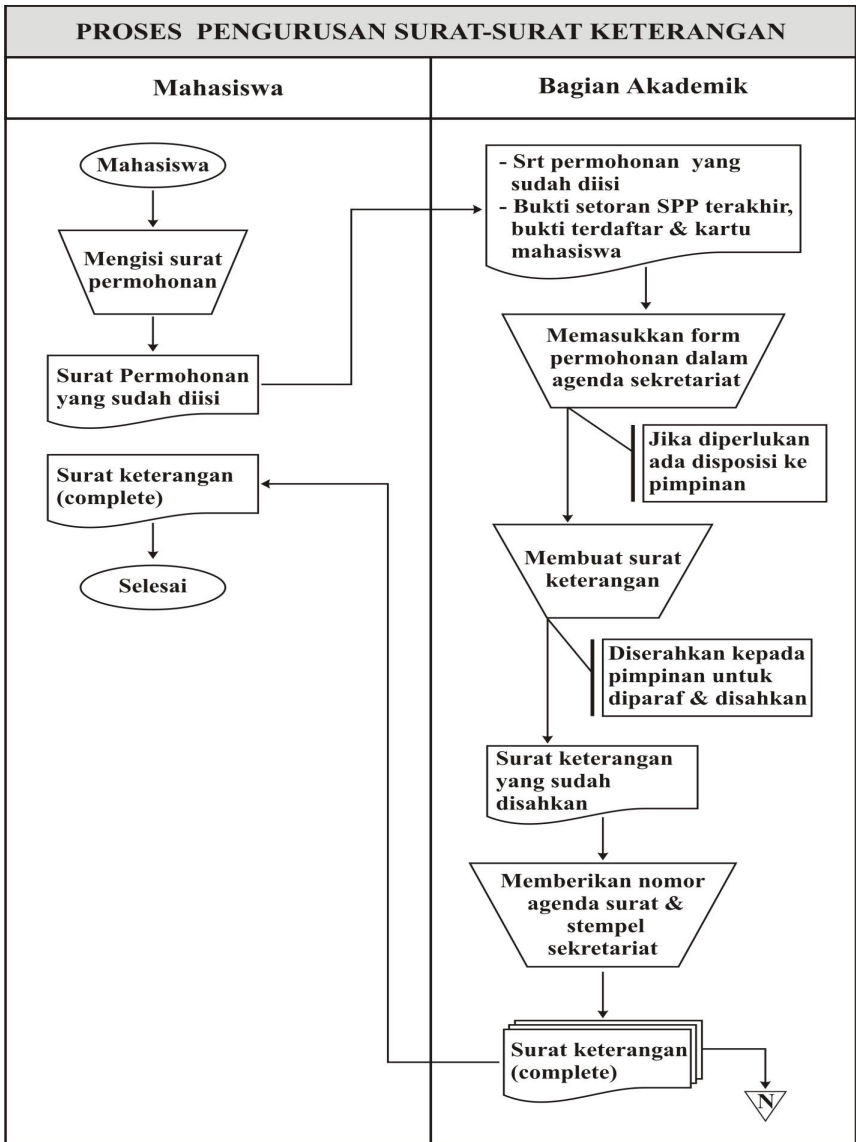 PROSES PENGURUSAN SURAT-SURAT KETERANGAN
Mahasiswa
Bagian Akademik
Mahasiswa
Mengisi surat
permohonan
Surat Permohonan
yang sudah diisi
Surat keterangan
(complete)
Selesai
- Srt permohonan yang
sudah diisi
- Bukti setoran SPP terakhir,
bukti terdaftar & kartu
mahasiswa
Memasukkan form
permohonan dalam
agenda sekretariat
Jika diperlukan
ada disposisi ke
pimpinan
Membuat surat
keterangan
Diserahkan kepada
pimpinan untuk
diparaf & disahkan
Surat keterangan
yang sudah
disahkan
Memberikan nomor
agenda surat &
stempel
sekretariat
Surat keterangan
(complete)
N